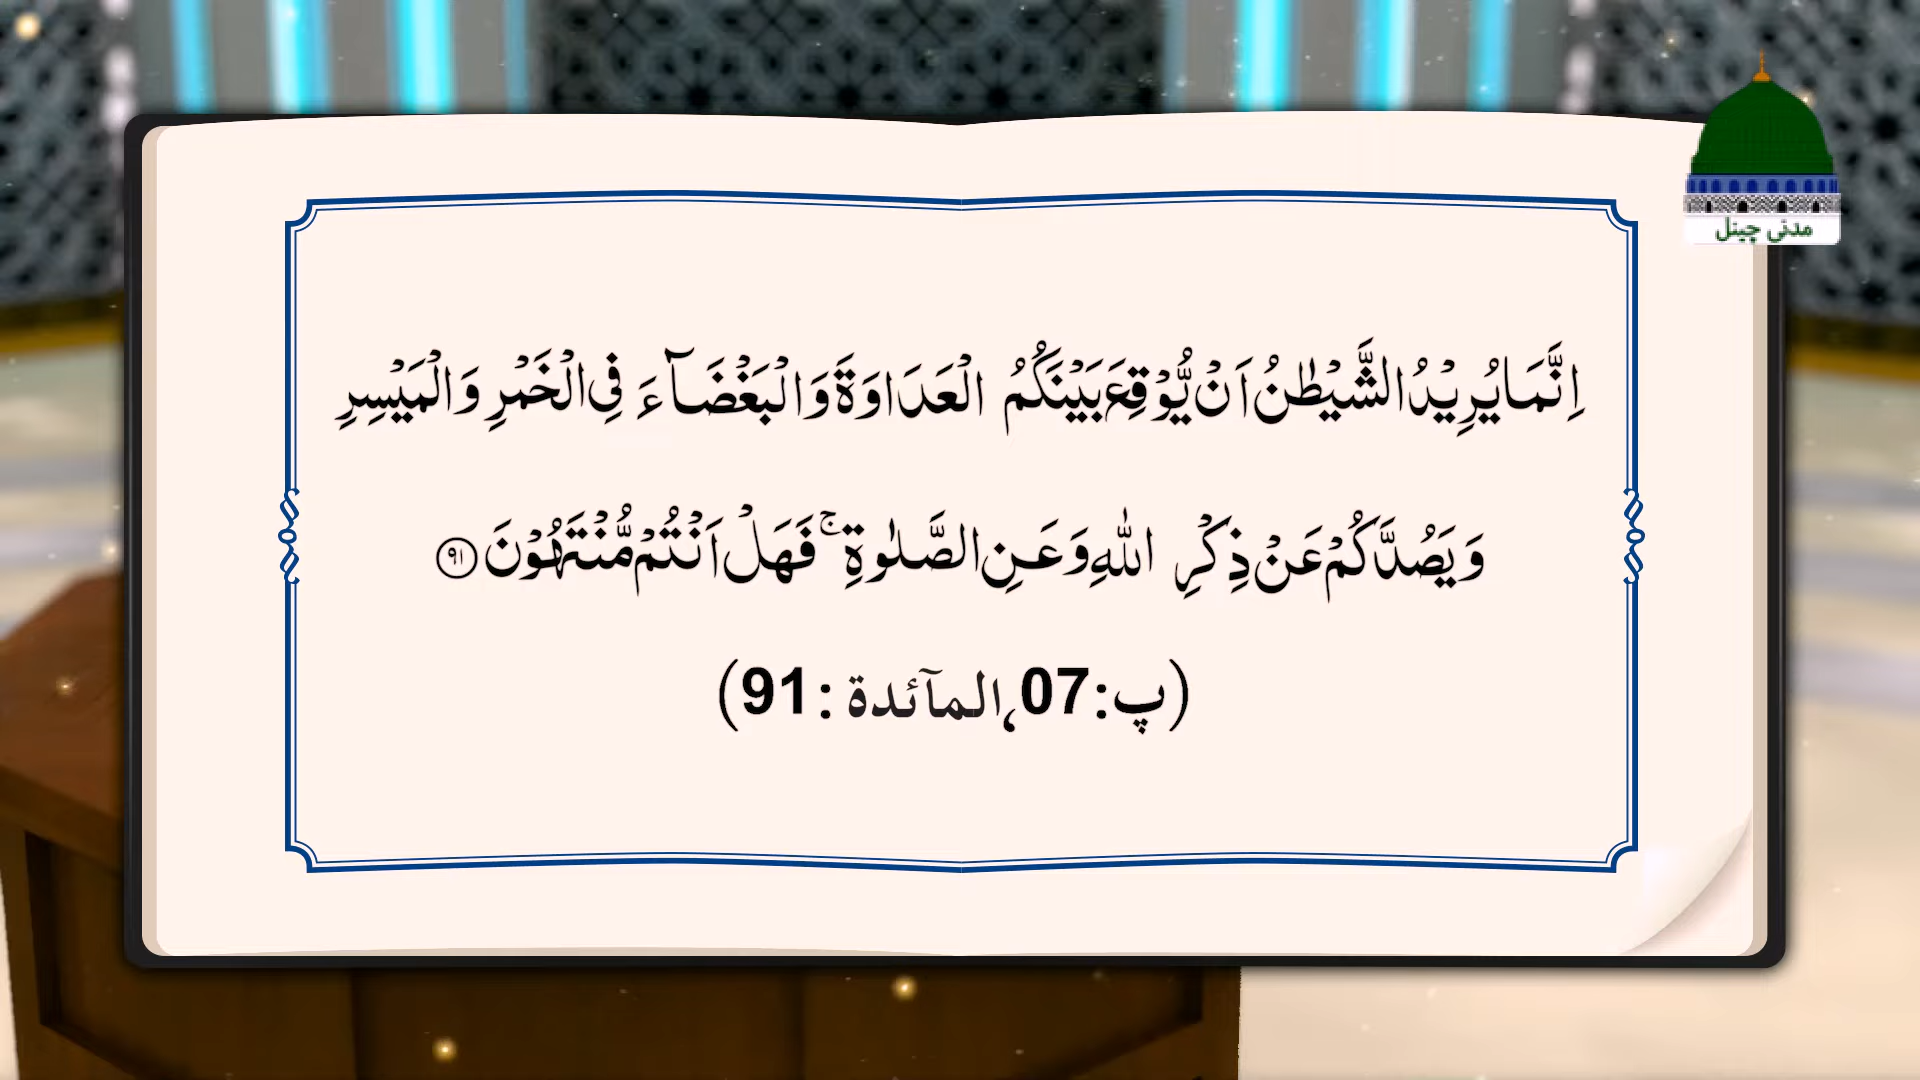 مدنی چینل
اِنَّمَا یُرِیْدُ الشَّیْطٰنُ اَنْ یُّوْقِعَ بَیْنَكُمُ الْعَدَاوَةَ وَ الْبَغْضَآءَ فِی الْخَمْرِ وَ الْمَیْسِرِ
وَ یَصُدَّكُمْ عَنْ ذِكْرِ اللّٰهِ وَ عَنِ الصَّلٰوةِ ۚ فَهَلْ اَنْتُمْ مُّنْتَهُوْنَ ﴿۹۱﴾
(پ:07،المآئدة :91)